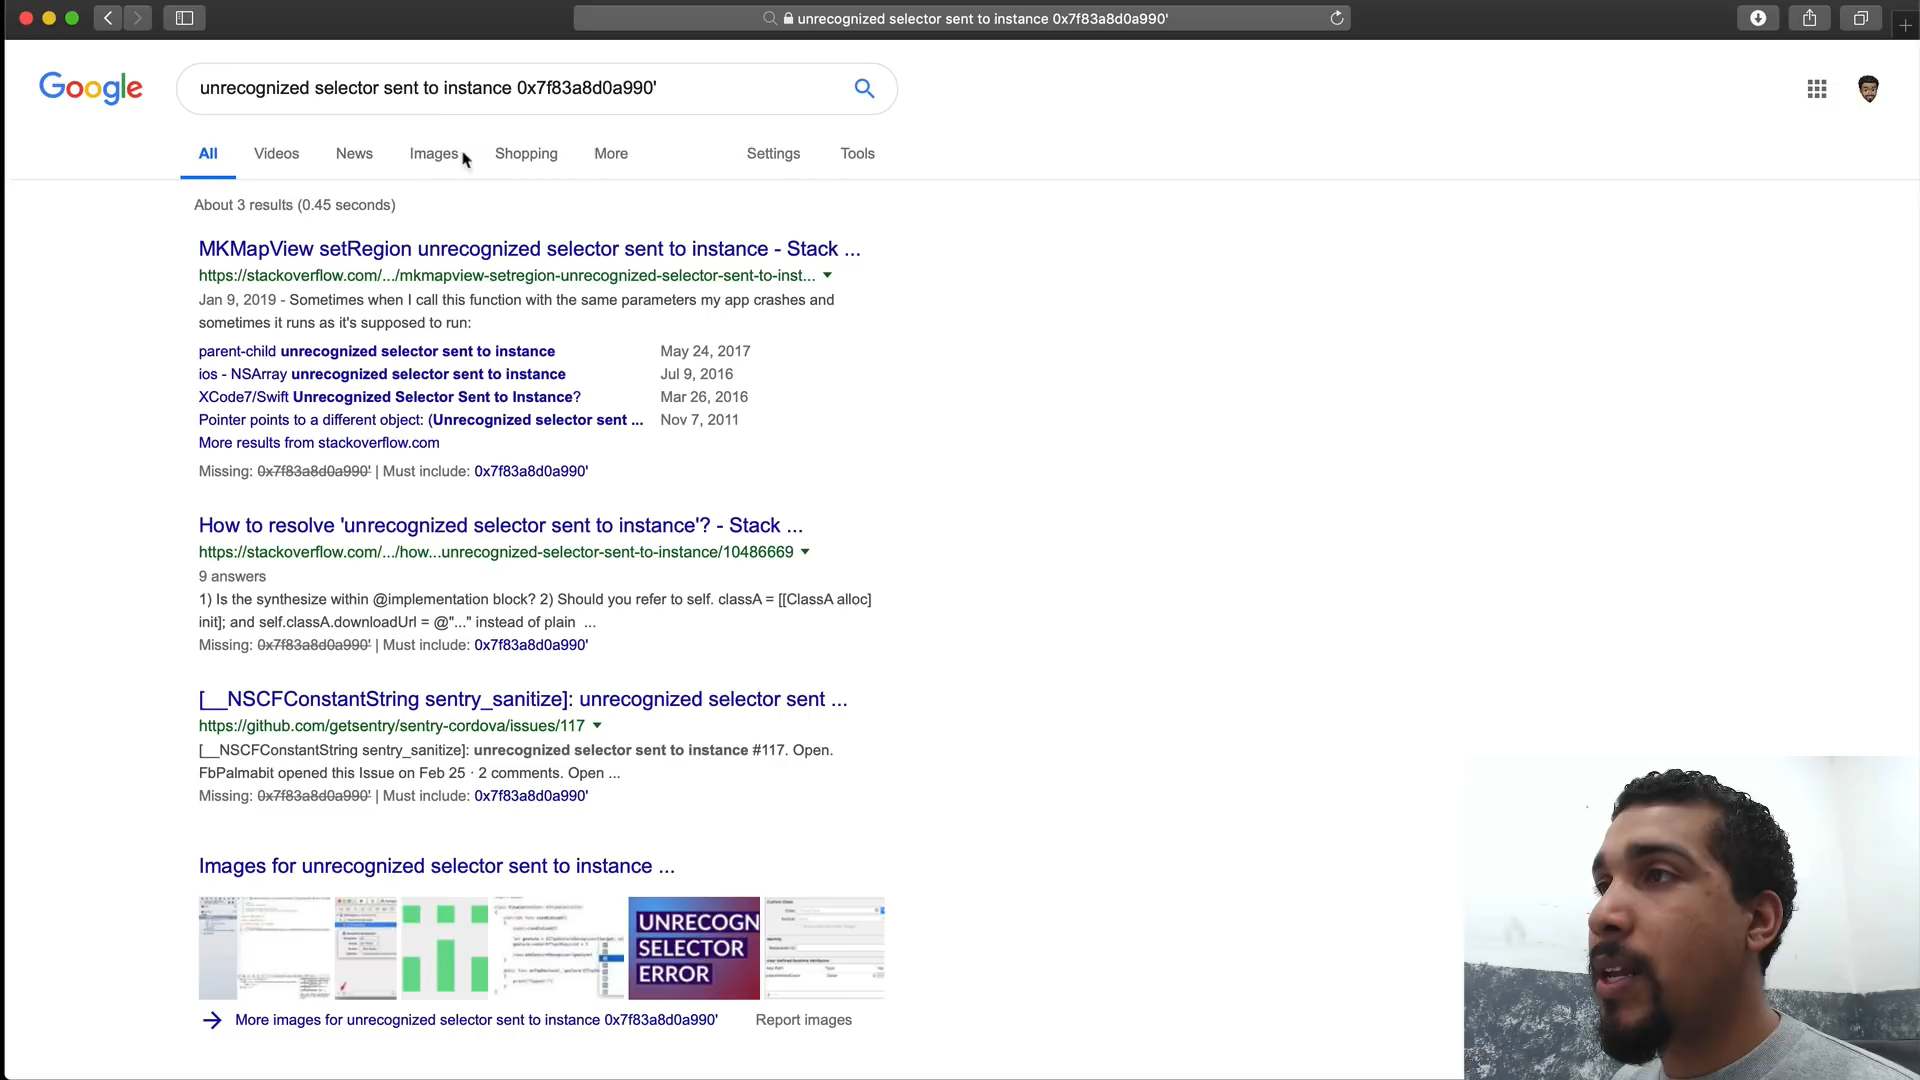 unrecognized selector sent to instance 0x7f83a8d0a990'
Google
unrecognized selector sent to instance 0x7f83a8d0a990'
All Videos News Images Shopping More Settings Tools
About 3 results (0.45 seconds)
MKMapView setRegion unrecognized selector sent to instance - Stack ...
https://stackoverflow.com/.../mkmapview-setregion-unrecognized-selector-sent-to-inst...
Jan 9, 2019 - Sometimes when I call this function with the same parameters my app crashes and
sometimes it runs as it's supposed to run:
parent-child unrecognized selector sent to instance May 24, 2017
ios - NSArray unrecognized selector sent to instance Jul 9, 2016
XCode7/Swift Unrecognized Selector Sent to Instance? Mar 26, 2016
Pointer points to a different object: (Unrecognized selector sent ... Nov 7, 2011
More results from stackoverflow.com
Missing: 0x7f83a8d0a990' | Must include: 0x7f83a8d0a990'
How to resolve 'unrecognized selector sent to instance'? - Stack ...
https://stackoverflow.com/.../how...unrecognized-selector-sent-to-instance/10486669
9 answers
1) Is the synthesize within @implementation block? 2) Should you refer to self. classA = [[ClassA alloc]
init]; and self.classA.downloadUrl = @"..." instead of plain ...
Missing: 0x7f83a8d0a990' | Must include: 0x7f83a8d0a990'
[__NSCFConstantString sentry_sanitize]: unrecognized selector sent ...
https://github.com/getsentry/sentry-cordova/issues/117
[__NSCFConstantString sentry_sanitize]: unrecognized selector sent to instance #117. Open.
FbPalmabit opened this Issue on Feb 25 · 2 comments. Open ...
Missing: 0x7f83a8d0a990' | Must include: 0x7f83a8d0a990'
Images for unrecognized selector sent to instance ...
UNRECOGN
SELECTOR
ERROR
More images for unrecognized selector sent to instance 0x7f83a8d0a990' Report images